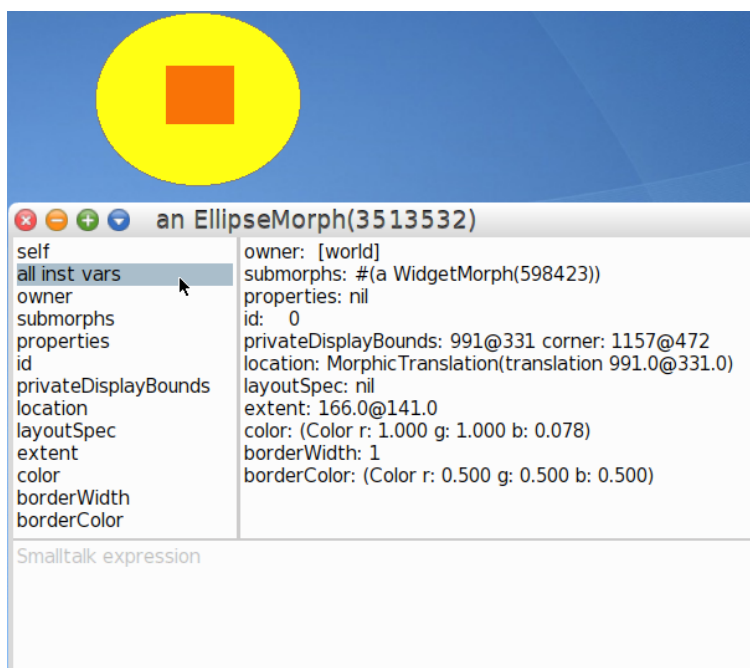 an EllipseMorph(3513532)
self
all inst vars
owner
submorphs
properties
id
privateDisplayBounds
location
layoutSpec
extent
color
borderWidth
borderColor
owner:  [world]
submorphs: #(a WidgetMorph(598423))
properties: nil
id:    0
privateDisplayBounds: 991@331 corner: 1157@472
location: MorphicTranslation(translation 991.0@331.0)
layoutSpec: nil
extent: 166.0@141.0
color: (Color r: 1.000 g: 1.000 b: 0.078)
borderWidth: 1
borderColor: (Color r: 0.500 g: 0.500 b: 0.500)
Smalltalk expression